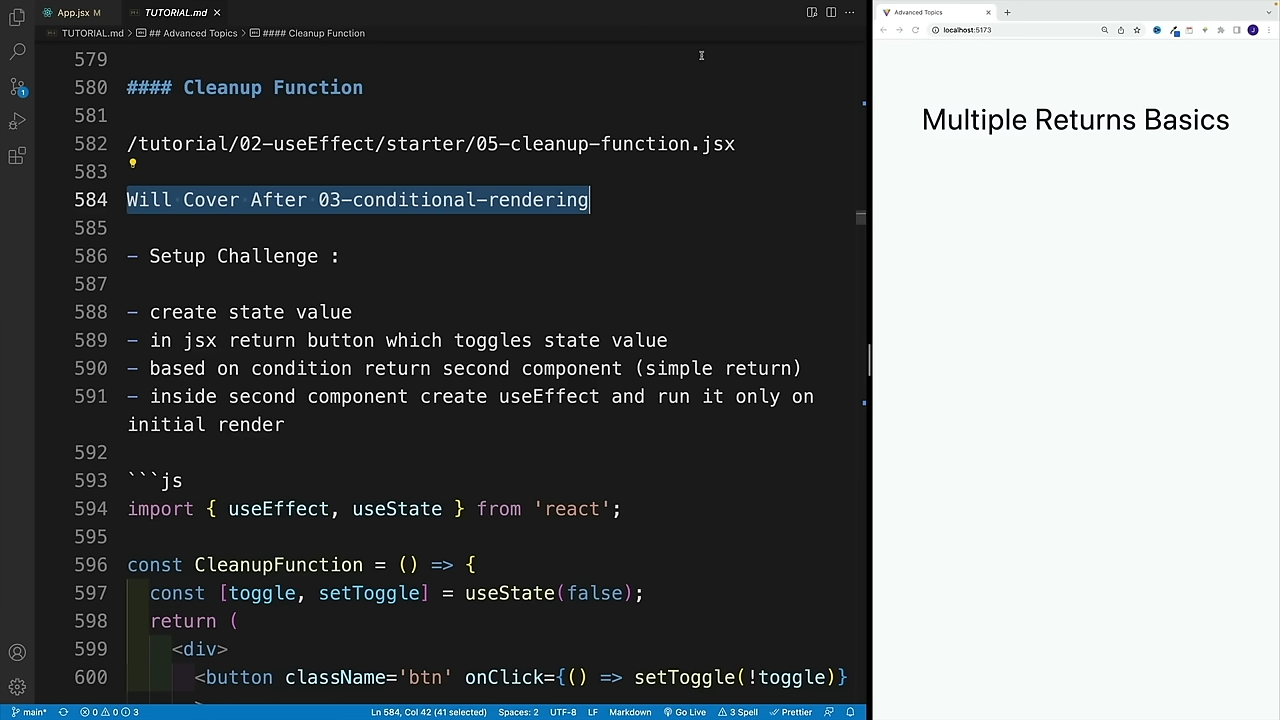 App.jsx M
TUTORIAL.md
Advanced Topics
localhost:5173
TUTORIAL.md > ## Ad > #### Cleanup Function
579
580 #### Cleanup Function
581
582 /tutorial/02-useEffect/starter/05-cleanup-function.jsx
583
584 Will Cover After 03-conditional-rendering
585
586 - Setup Challenge :
587
588 - create state value
589 - in jsx return button which toggles state value
590 - based on condition return second component (simple return)
591 - inside second component create useEffect and run it only on
initial render
592
593 ```js
594 import { useEffect, useState } from 'react';
595
596 const CleanupFunction = () => {
597 const [toggle, setToggle] = useState(false);
598 return (
599 <div>
600 <button className='btn' onClick={() => setToggle(!toggle)}
Multiple Returns Basics
1
J
main* 0 0 3 Ln 584, Col 42 (41 selected) Spaces: 2 UTF-8 LF Markdown Go Live 3 Spell Prettier